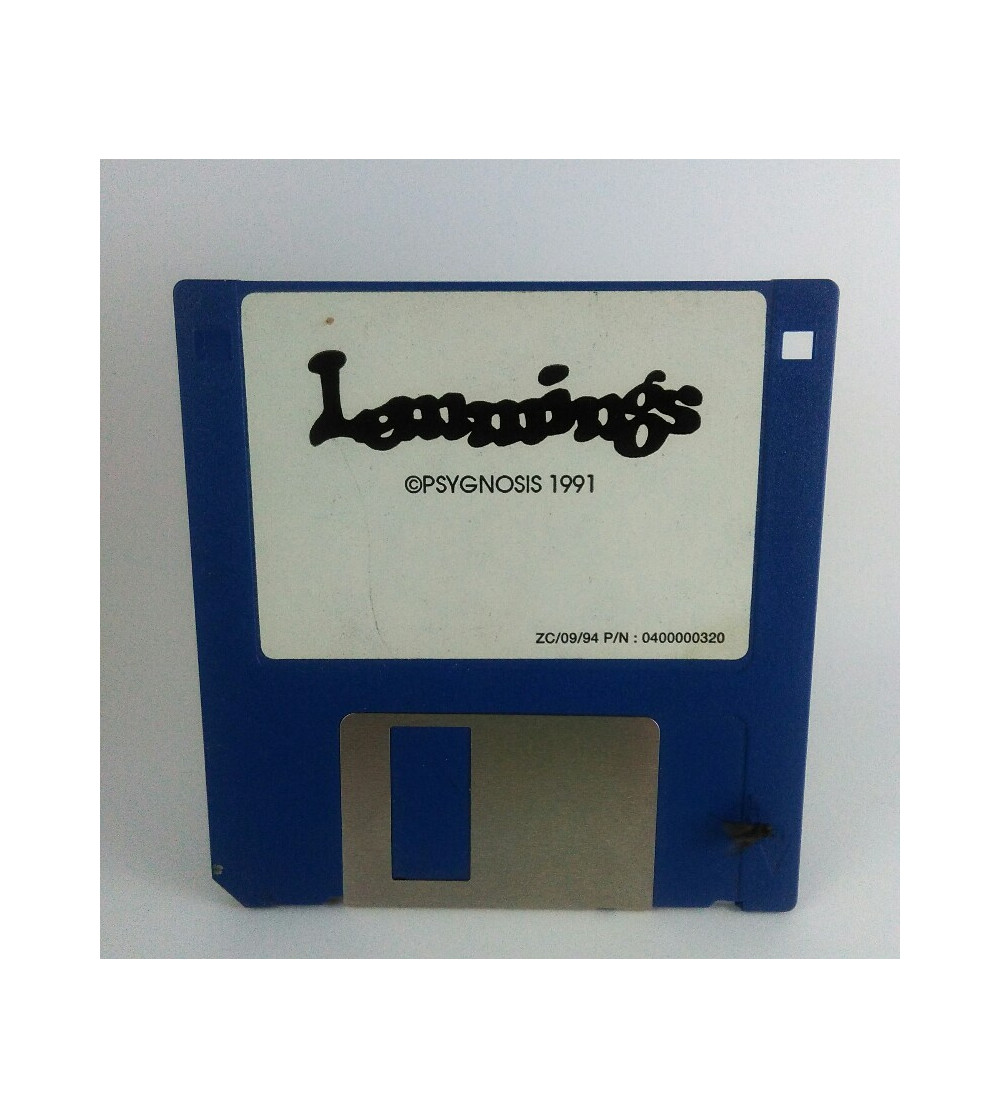 Lemmings
©PSYGNOSIS 1991
ZC/09/94 P/N : 0400000320